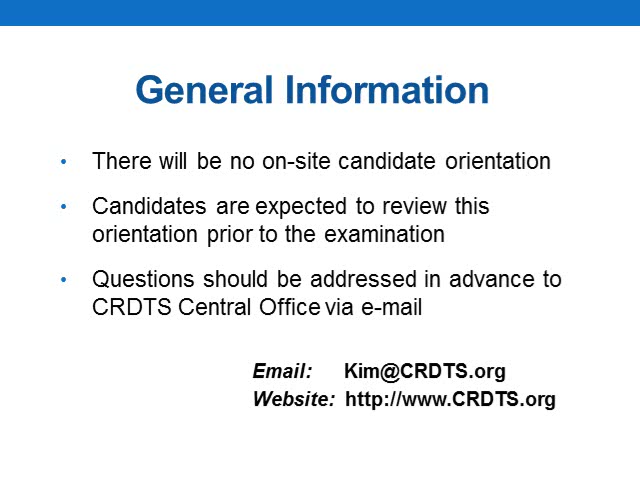 General Information
• There will be no on-site candidate orientation
• Candidates are expected to review this
orientation prior to the examination
• Questions should be addressed in advance to
CRDTS Central Office via e-mail
Email: Kim@CRDTS.org
Website: http://www.CRDTS.org